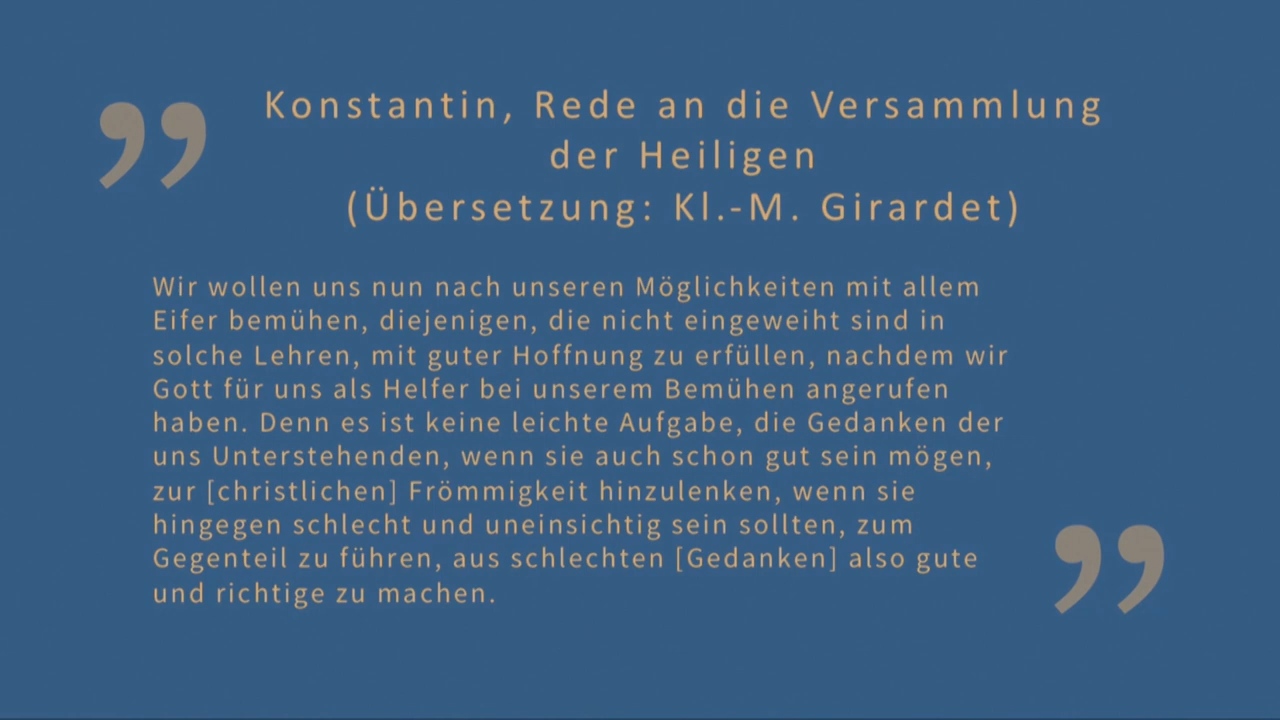 Konstantin, Rede an die Versammlung
der Heiligen
(Übersetzung: Kl.-M. Girardet)
Wir wollen uns nun nach unseren Möglichkeiten mit allem
Eifer bemühen, diejenigen, die nicht eingeweiht sind in
solche Lehren, mit guter Hoffnung zu erfüllen, nachdem wir
Gott für uns als Helfer bei unserem Bemühen angerufen
haben. Denn es ist keine leichte Aufgabe, die Gedanken der
uns Unterstehenden, wenn sie auch schon gut sein mögen,
zur [christlichen] Frömmigkeit hinzulenken, wenn sie
hingegen schlecht und uneinsichtig sein sollten, zum
Gegenteil zu führen, aus schlechten [Gedanken] also gute
und richtige zu machen.